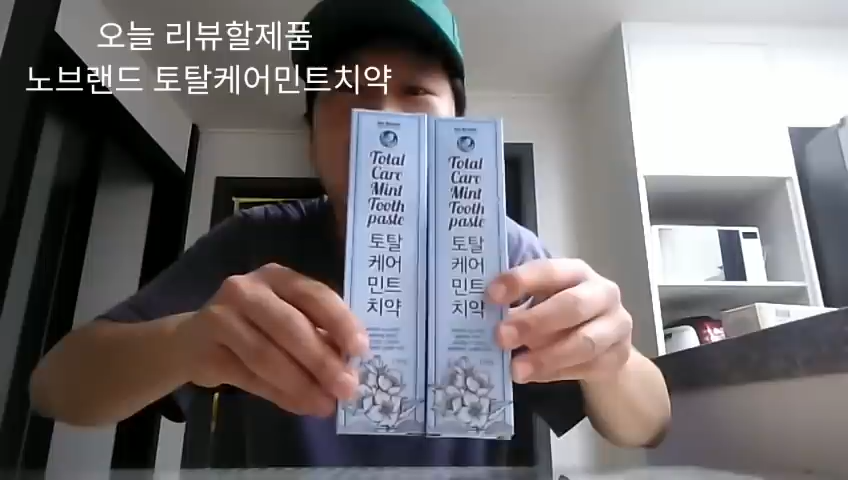 오늘 리뷰할제품
노브랜드 토탈케어민트치약
Total
Care
Mint
Tooth
paste
토탈
케어
민트
치약
Total
Care
Mint
Tooth
paste
토탈
케어
민트
치약